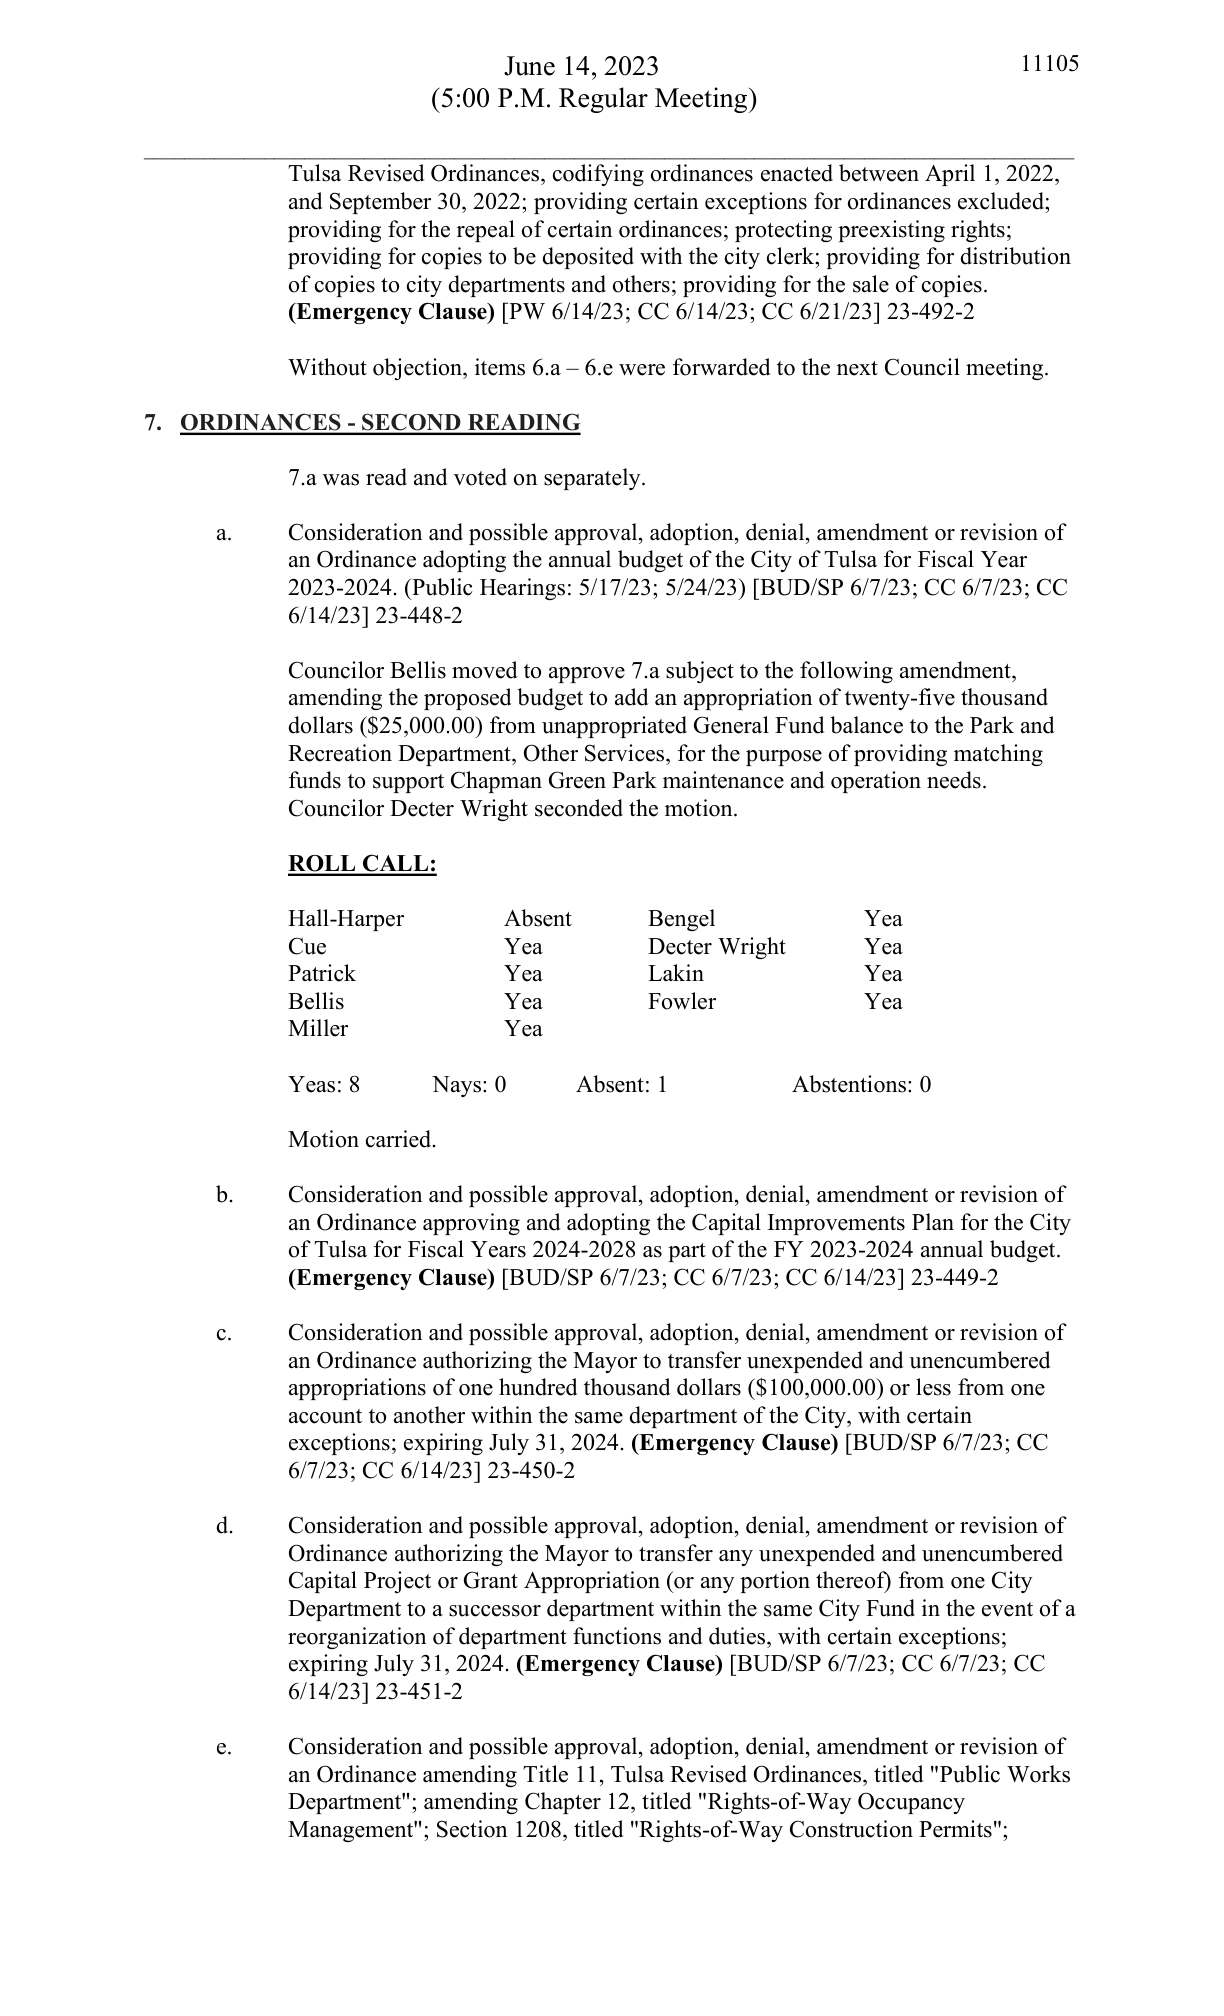 June 14, 2023
11105
(5:00 P.M. Regular Meeting)
Tulsa Revised Ordinances, codifying ordinances enacted between April 1, 2022,
and September 30, 2022; providing certain exceptions for ordinances excluded;
providing for the repeal of certain ordinances; protecting preexisting rights;
providing for copies to be deposited with the city clerk; providing for distribution
of copies to city departments and others; providing for the sale of copies.
(Emergency Clause) [PW 6/14/23; CC 6/14/23; CC 6/21/23] 23-492-2
Without objection, items 6.a – 6.e were forwarded to the next Council meeting.
7. ORDINANCES - SECOND READING
7.a was read and voted on separately.
a. Consideration and possible approval, adoption, denial, amendment or revision of
an Ordinance adopting the annual budget of the City of Tulsa for Fiscal Year
2023-2024. (Public Hearings: 5/17/23; 5/24/23) [BUD/SP 6/7/23; CC 6/7/23; CC
6/14/23] 23-448-2
Councilor Bellis moved to approve 7.a subject to the following amendment,
amending the proposed budget to add an appropriation of twenty-five thousand
dollars ($25,000.00) from unappropriated General Fund balance to the Park and
Recreation Department, Other Services, for the purpose of providing matching
funds to support Chapman Green Park maintenance and operation needs.
Councilor Decter Wright seconded the motion.
ROLL CALL:
Hall-Harper Absent Bengel Yea
Cue Yea Decter Wright Yea
Patrick Yea Lakin Yea
Bellis Yea Fowler Yea
Miller Yea
Yeas: 8 Nays: 0 Absent: 1 Abstentions: 0
Motion carried.
b. Consideration and possible approval, adoption, denial, amendment or revision of
an Ordinance approving and adopting the Capital Improvements Plan for the City
of Tulsa for Fiscal Years 2024-2028 as part of the FY 2023-2024 annual budget.
(Emergency Clause) [BUD/SP 6/7/23; CC 6/7/23; CC 6/14/23] 23-449-2
c. Consideration and possible approval, adoption, denial, amendment or revision of
an Ordinance authorizing the Mayor to transfer unexpended and unencumbered
appropriations of one hundred thousand dollars ($100,000.00) or less from one
account to another within the same department of the City, with certain
exceptions; expiring July 31, 2024. (Emergency Clause) [BUD/SP 6/7/23; CC
6/7/23; CC 6/14/23] 23-450-2
d. Consideration and possible approval, adoption, denial, amendment or revision of
Ordinance authorizing the Mayor to transfer any unexpended and unencumbered
Capital Project or Grant Appropriation (or any portion thereof) from one City
Department to a successor department within the same City Fund in the event of a
reorganization of department functions and duties, with certain exceptions;
expiring July 31, 2024. (Emergency Clause) [BUD/SP 6/7/23; CC 6/7/23; CC
6/14/23] 23-451-2
e. Consideration and possible approval, adoption, denial, amendment or revision of
an Ordinance amending Title 11, Tulsa Revised Ordinances, titled "Public Works
Department"; amending Chapter 12, titled "Rights-of-Way Occupancy
Management"; Section 1208, titled "Rights-of-Way Construction Permits";